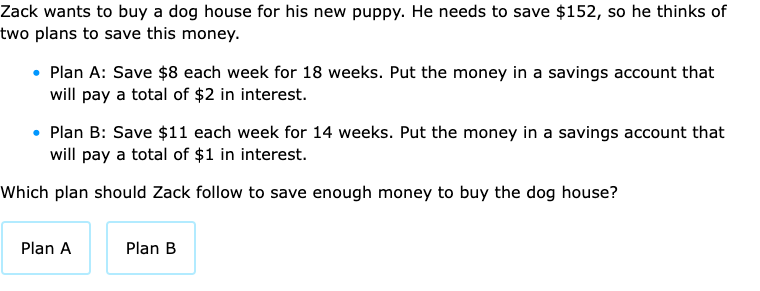 Zack wants to buy a dog house for his new puppy. He needs to save $152, so he thinks of
two plans to save this money.
• Plan A: Save $8 each week for 18 weeks. Put the money in a savings account that
will pay a total of $2 in interest.
• Plan B: Save $11 each week for 14 weeks. Put the money in a savings account that
will pay a total of $1 in interest.
Which plan should Zack follow to save enough money to buy the dog house?
Plan A
Plan B